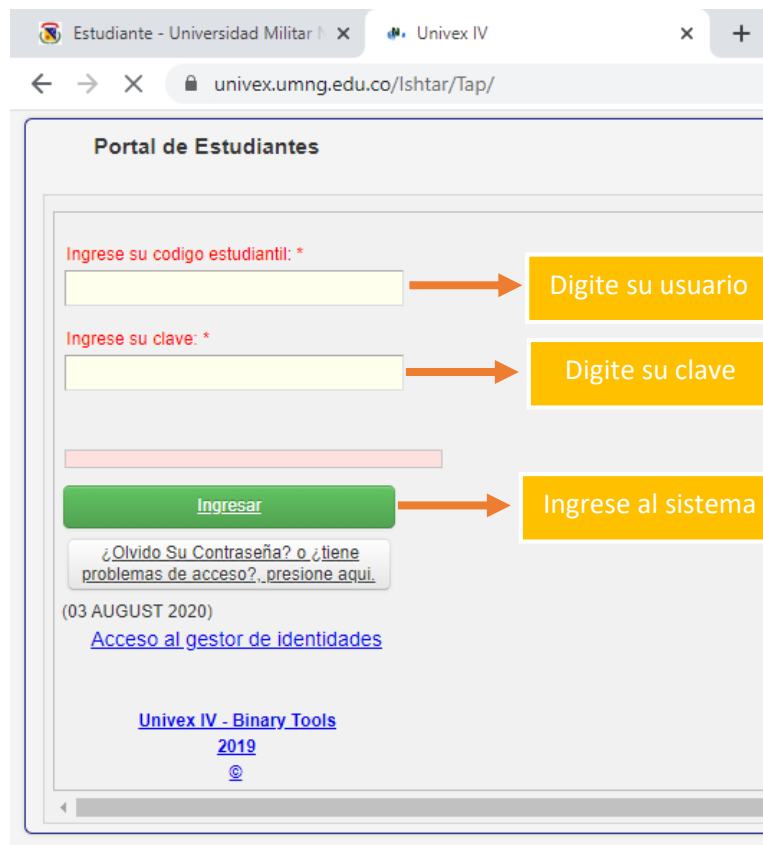 Estudiante - Universidad Militar
Univex IV
univex.umng.edu.co/Ishtar/Tap/
Portal de Estudiantes
Ingrese su codigo estudiantil: *
Digite su usuario
Ingrese su clave: *
Digite su clave
Ingresar
Ingrese al sistema
¿Olvido Su Contraseña? o ¿tiene
problemas de acceso?, presione aqui.
(03 AUGUST 2020)
Acceso al gestor de identidades
Univex IV - Binary Tools
2019
©